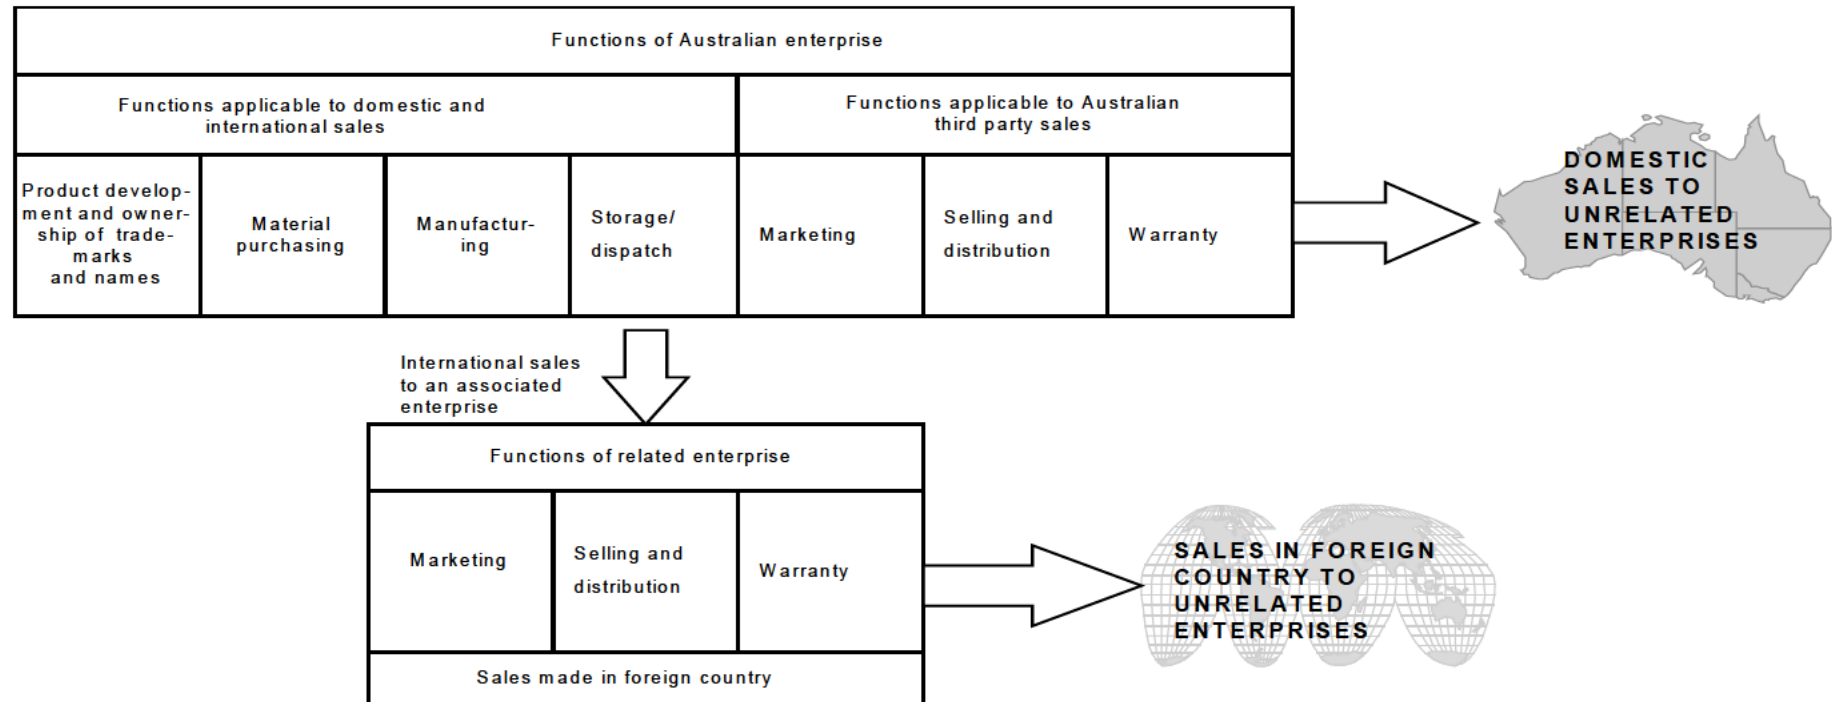 Functions of Australian enterprise
Functions applicable to domestic and
international sales
Functions applicable to Australian
third party sales
Product develop-
ment and owner-
ship of trade-
marks
and names
Material
purchasing
Manufactur-
ing
Storage/
dispatch
Marketing
Selling and
distribution
Warranty
DOMESTIC
SALES TO
UNRELATED
ENTERPRISES
International sales
to an associated
enterprise
Functions of related enterprise
Marketing
Selling and
distribution
Warranty
SALES IN FOREIGN
COUNTRY TO
UNRELATED
ENTERPRISES
Sales made in foreign country